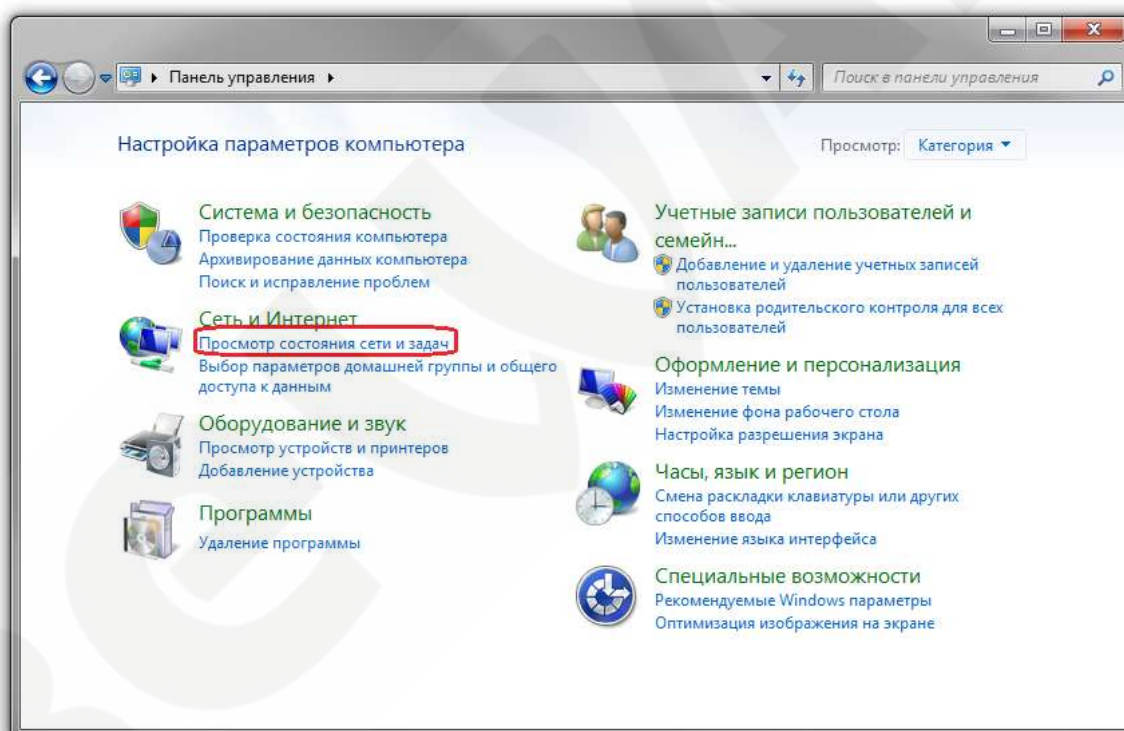 Панель управления
Поиск в панели управления
Настройка параметров компьютера
Просмотр: Категория
Система и безопасность
Проверка состояния компьютера
Архивирование данных компьютера
Поиск и исправление проблем
Сеть и Интернет
Просмотр состояния сети и задач
Выбор параметров домашней группы и общего
доступа к данным
Оборудование и звук
Просмотр устройств и принтеров
Добавление устройства
Программы
Удаление программы
Учетные записи пользователей и
семейн...
Добавление и удаление учетных записей
пользователей
Установка родительского контроля для всех
пользователей
Оформление и персонализация
Изменение темы
Изменение фона рабочего стола
Настройка разрешения экрана
Часы, язык и регион
Смена раскладки клавиатуры или других
способов ввода
Изменение языка интерфейса
Специальные возможности
Рекомендуемые Windows параметры
Оптимизация изображения на экране